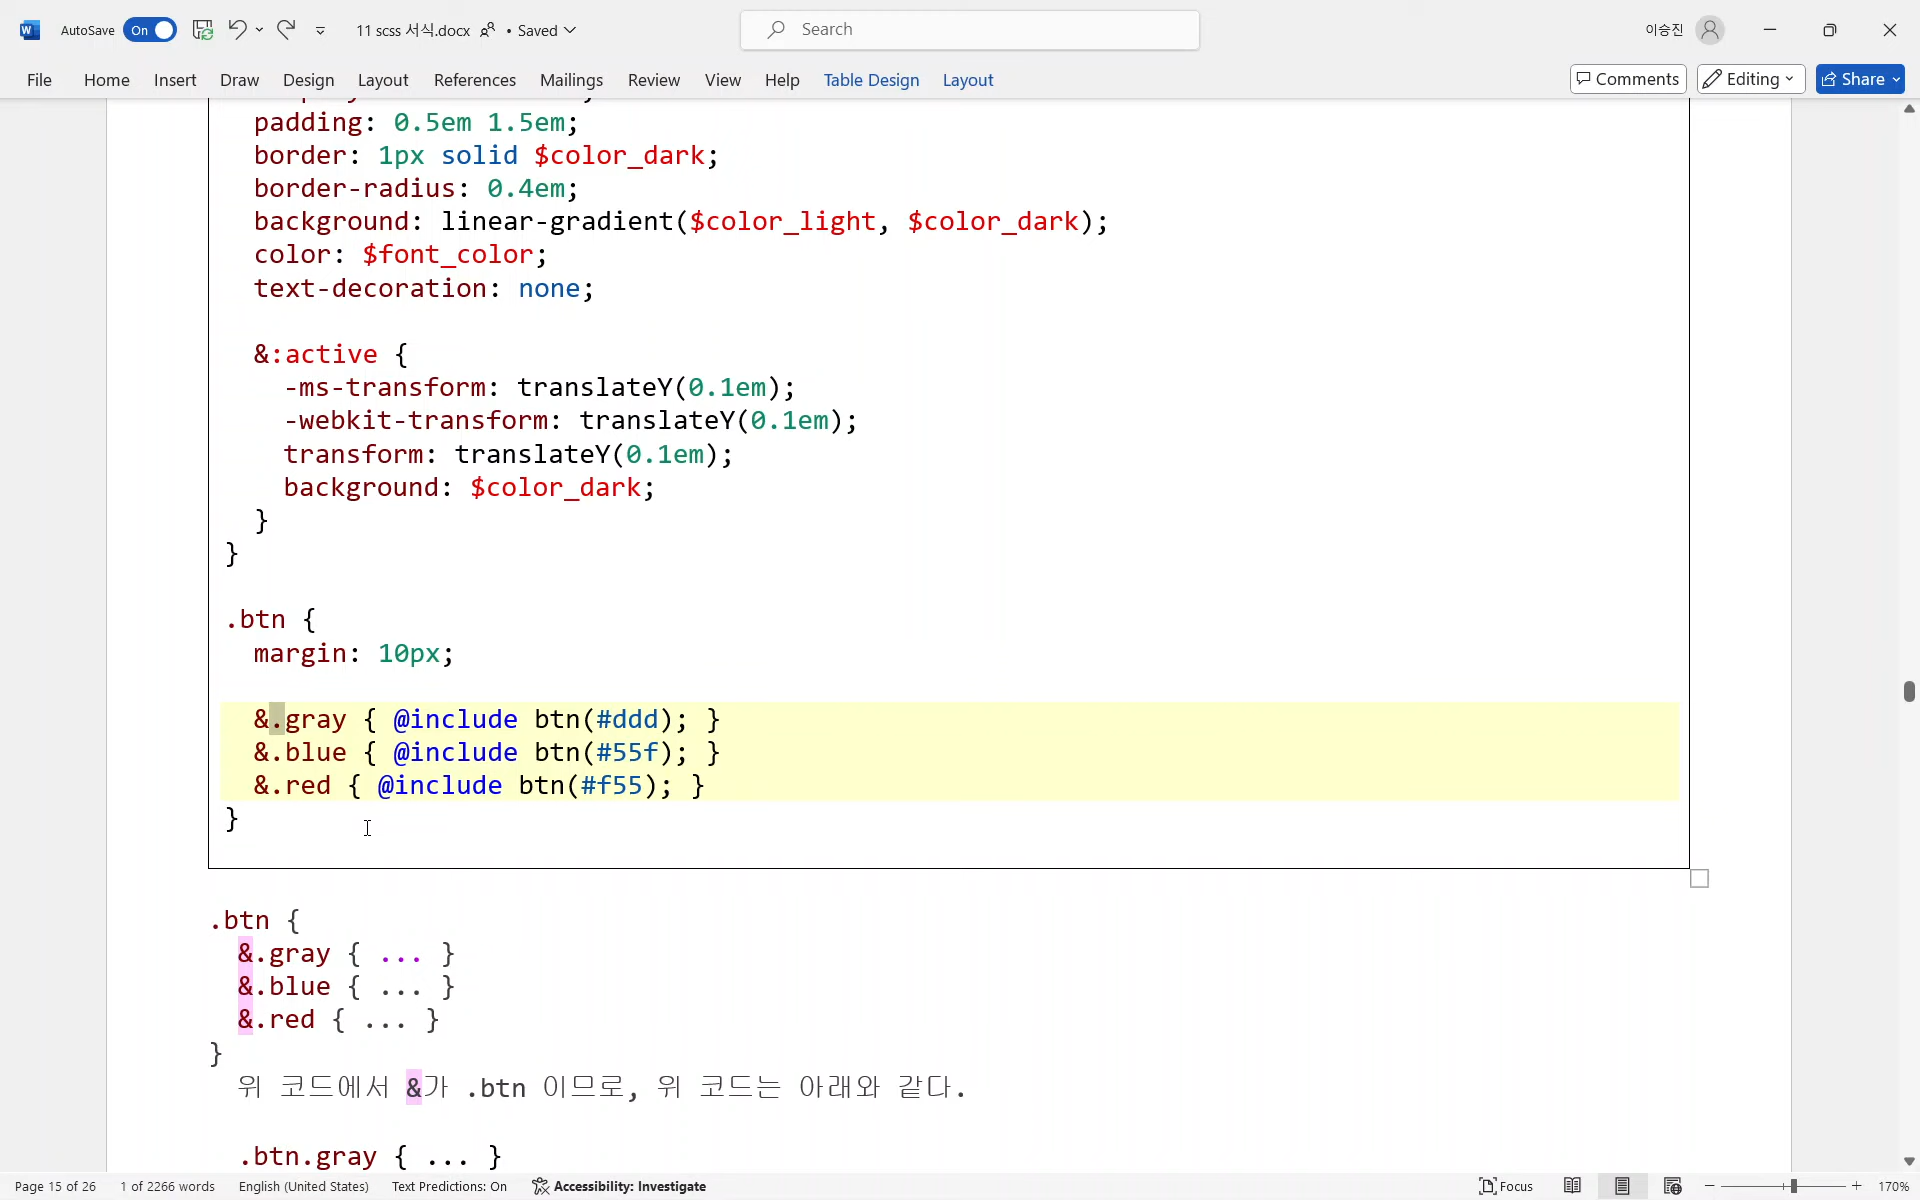 AutoSave On 11 scss 서식.docx • Saved Search 이승진
File Home Insert Draw Design Layout References Mailings Review View Help Table Design Layout Comments Editing Share
padding: 0.5em 1.5em;
border: 1px solid $color_dark;
border-radius: 0.4em;
background: linear-gradient($color_light, $color_dark);
color: $font_color;
text-decoration: none;
&:active {
-ms-transform: translateY(0.1em);
-webkit-transform: translateY(0.1em);
transform: translateY(0.1em);
background: $color_dark;
}
}
.btn {
margin: 10px;
&.gray { @include btn(#ddd); }
&.blue { @include btn(#55f); }
&.red { @include btn(#f55); }
}
.btn {
&.gray { ... }
&.blue { ... }
&.red { ... }
}
위 코드에서 &가 .btn 이므로, 위 코드는 아래와 같다.
.btn.gray { ... }
Page 15 of 26 1 of 2266 words English (United States) Text Predictions: On Accessibility: Investigate Focus 170%